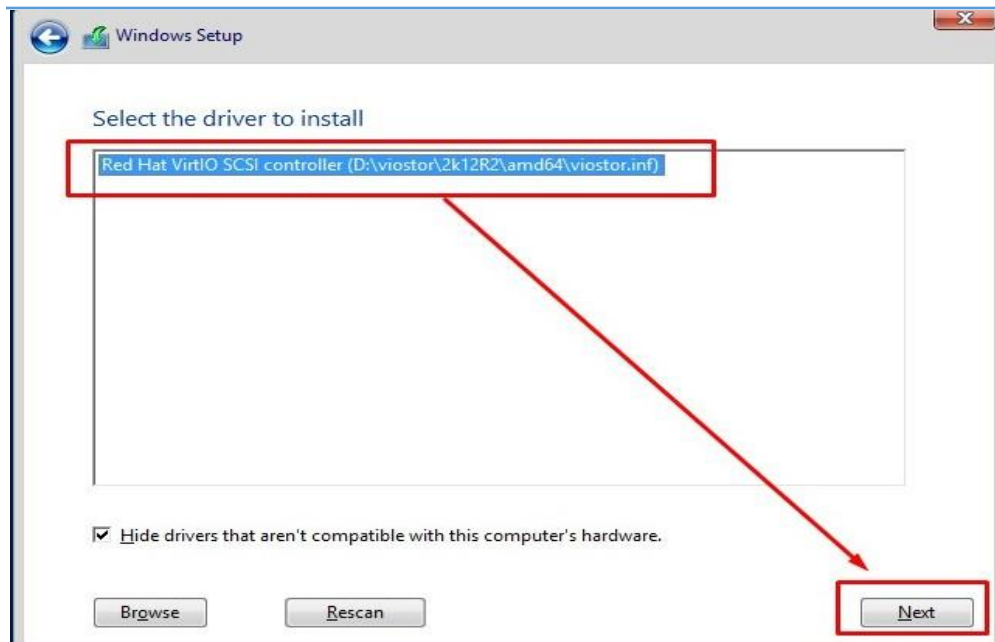 Windows Setup
Select the driver to install
Red Hat VirtIO SCSI controller (D:\viostor\2k12R2\amd64\viostor.inf)
Hide drivers that aren't compatible with this computer's hardware.
Browse
Rescan
Next